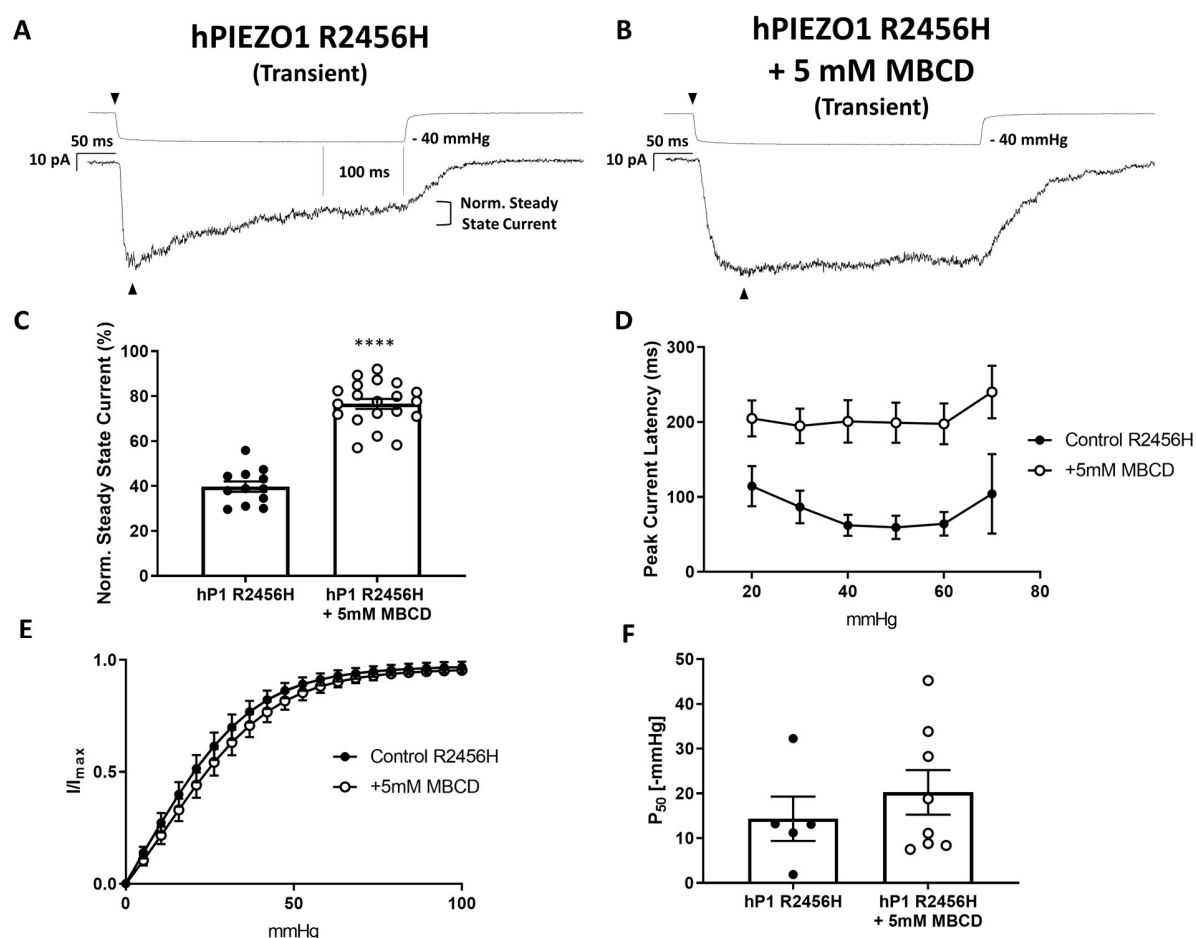 A
hPIEZO1 R2456H
(Transient)
50 ms
10 pA
- 40 mmHg
100 ms
Norm. Steady
State Current
B
hPIEZO1 R2456H
+ 5 mM MBCD
(Transient)
50 ms
10 pA
- 40 mmHg
C
Norm. Steady State Current (%)
100
80
60
40
20
0
****
hP1 R2456H
hP1 R2456H
+ 5mM MBCD
D
Peak Current Latency (ms)
300
200
100
0
20
40
60
80
mmHg
Control R2456H
+5mM MBCD
E
I/Imax
1.0
0.5
0.0
0
50
100
mmHg
Control R2456H
+5mM MBCD
F
P50 [-mmHg]
50
40
30
20
10
0
hP1 R2456H
hP1 R2456H
+ 5mM MBCD